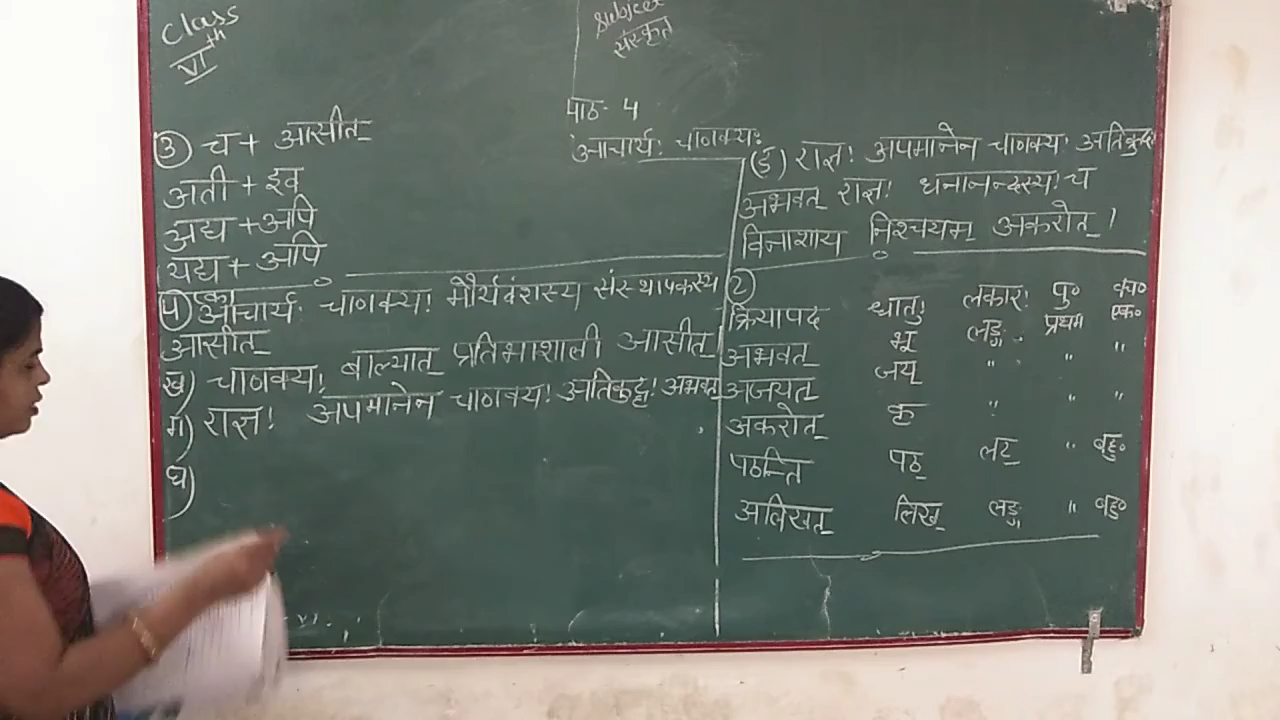 Class
VI th
Subject
संस्कृत
पाठ- 4
आचार्य: चाणक्य:
3 च + आसीत्
अती + इव
अद्य + अपि
यद्य + अपि
4 एका
आचार्य: चाणक्य! मौर्यवंशस्य संस्थापकस्य
आसीत्
ख) चाणक्य! बाल्यात् प्रतिभाशाली आसीत्
ग) राज्ञ! अपमानेन चाणक्य! अतिक्रुद्ध! अभवत्
घ)
(ङ) राज्ञ! अपमानेन चाणक्य! अतिक्रुद्ध
अभवत् राज्ञ! धनानन्दस्य! च
विनाशाय निश्चयम् अकरोत् !
2
क्रियापद धातु! लकार! पु० वच०
अभवत् भू लङ् प्रथम एक०
अजयत् जय् " " "
अकरोत् कृ " " "
पठन्ति पठ् लट् " बहु०
अलिखत् लिख् लङ् " बहु०